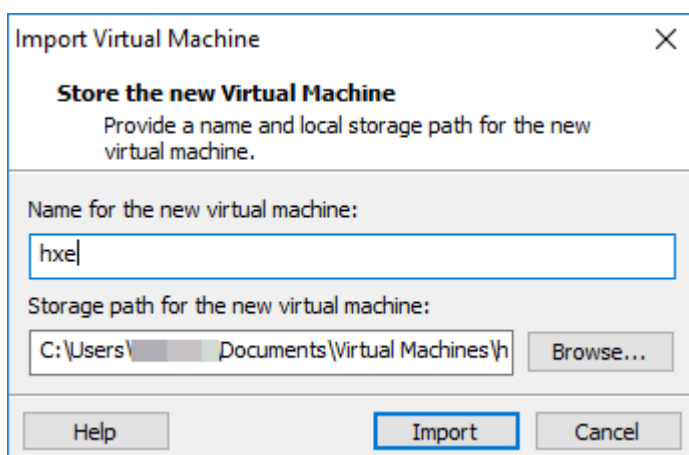 Import Virtual Machine
Store the new Virtual Machine
Provide a name and local storage path for the new
virtual machine.
Name for the new virtual machine:
hxe
Storage path for the new virtual machine:
C:\Users\ Documents\Virtual Machines\h Browse...
Help Import Cancel